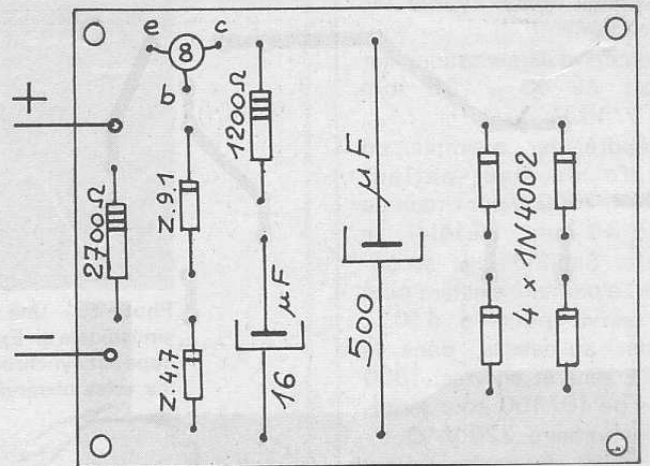 e
8
c
b
+
−
2700Ω
Z.9.1
Z.4,7
1200Ω
16 µF
500 µF
4 x 1N4002